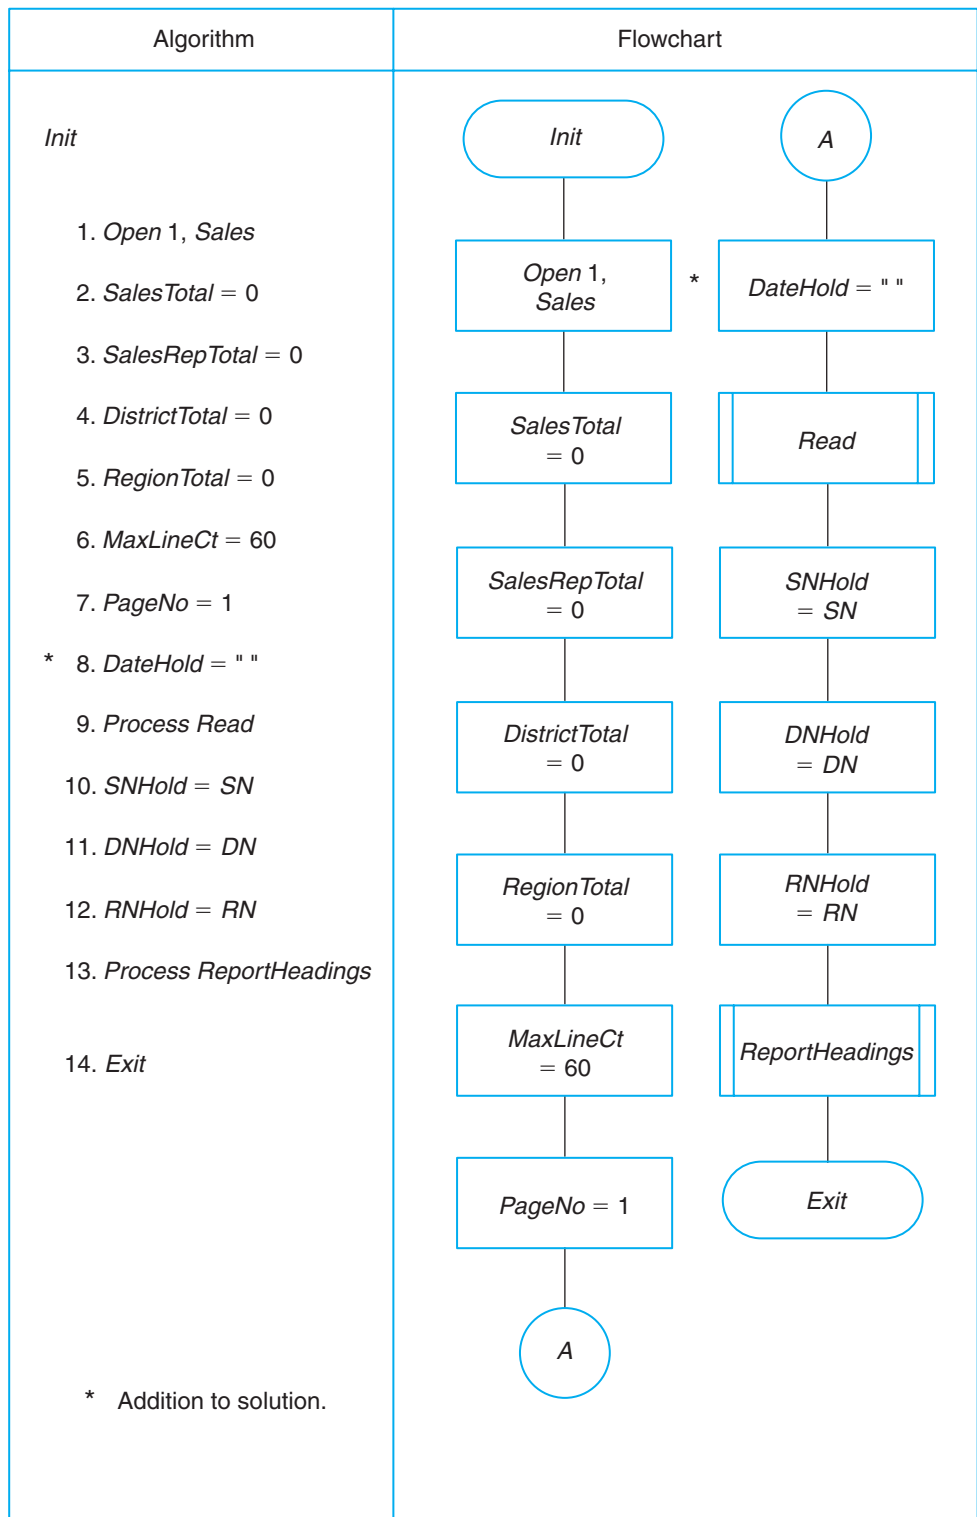 Algorithm
Flowchart
Init
1. Open 1, Sales
2. SalesTotal = 0
3. SalesRepTotal = 0
4. DistrictTotal = 0
5. RegionTotal = 0
6. MaxLineCt = 60
7. PageNo = 1
* 8. DateHold = " "
9. Process Read
10. SNHold = SN
11. DNHold = DN
12. RNHold = RN
13. Process ReportHeadings
14. Exit
* Addition to solution.
Init
Open 1,
Sales
SalesTotal
= 0
SalesRepTotal
= 0
DistrictTotal
= 0
RegionTotal
= 0
MaxLineCt
= 60
PageNo = 1
A
A
* DateHold = " "
Read
SNHold
= SN
DNHold
= DN
RNHold
= RN
ReportHeadings
Exit